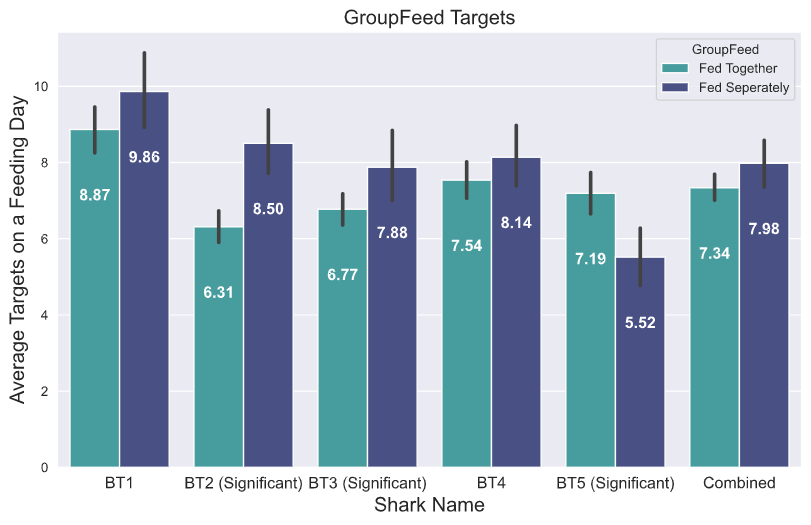 GroupFeed Targets
GroupFeed
Fed Together
Fed Seperately
Average Targets on a Feeding Day
10
8
6
4
2
0
8.87
9.86
6.31
8.50
6.77
7.88
7.54
8.14
7.19
5.52
7.34
7.98
BT1
BT2 (Significant)
BT3 (Significant)
BT4
BT5 (Significant)
Combined
Shark Name